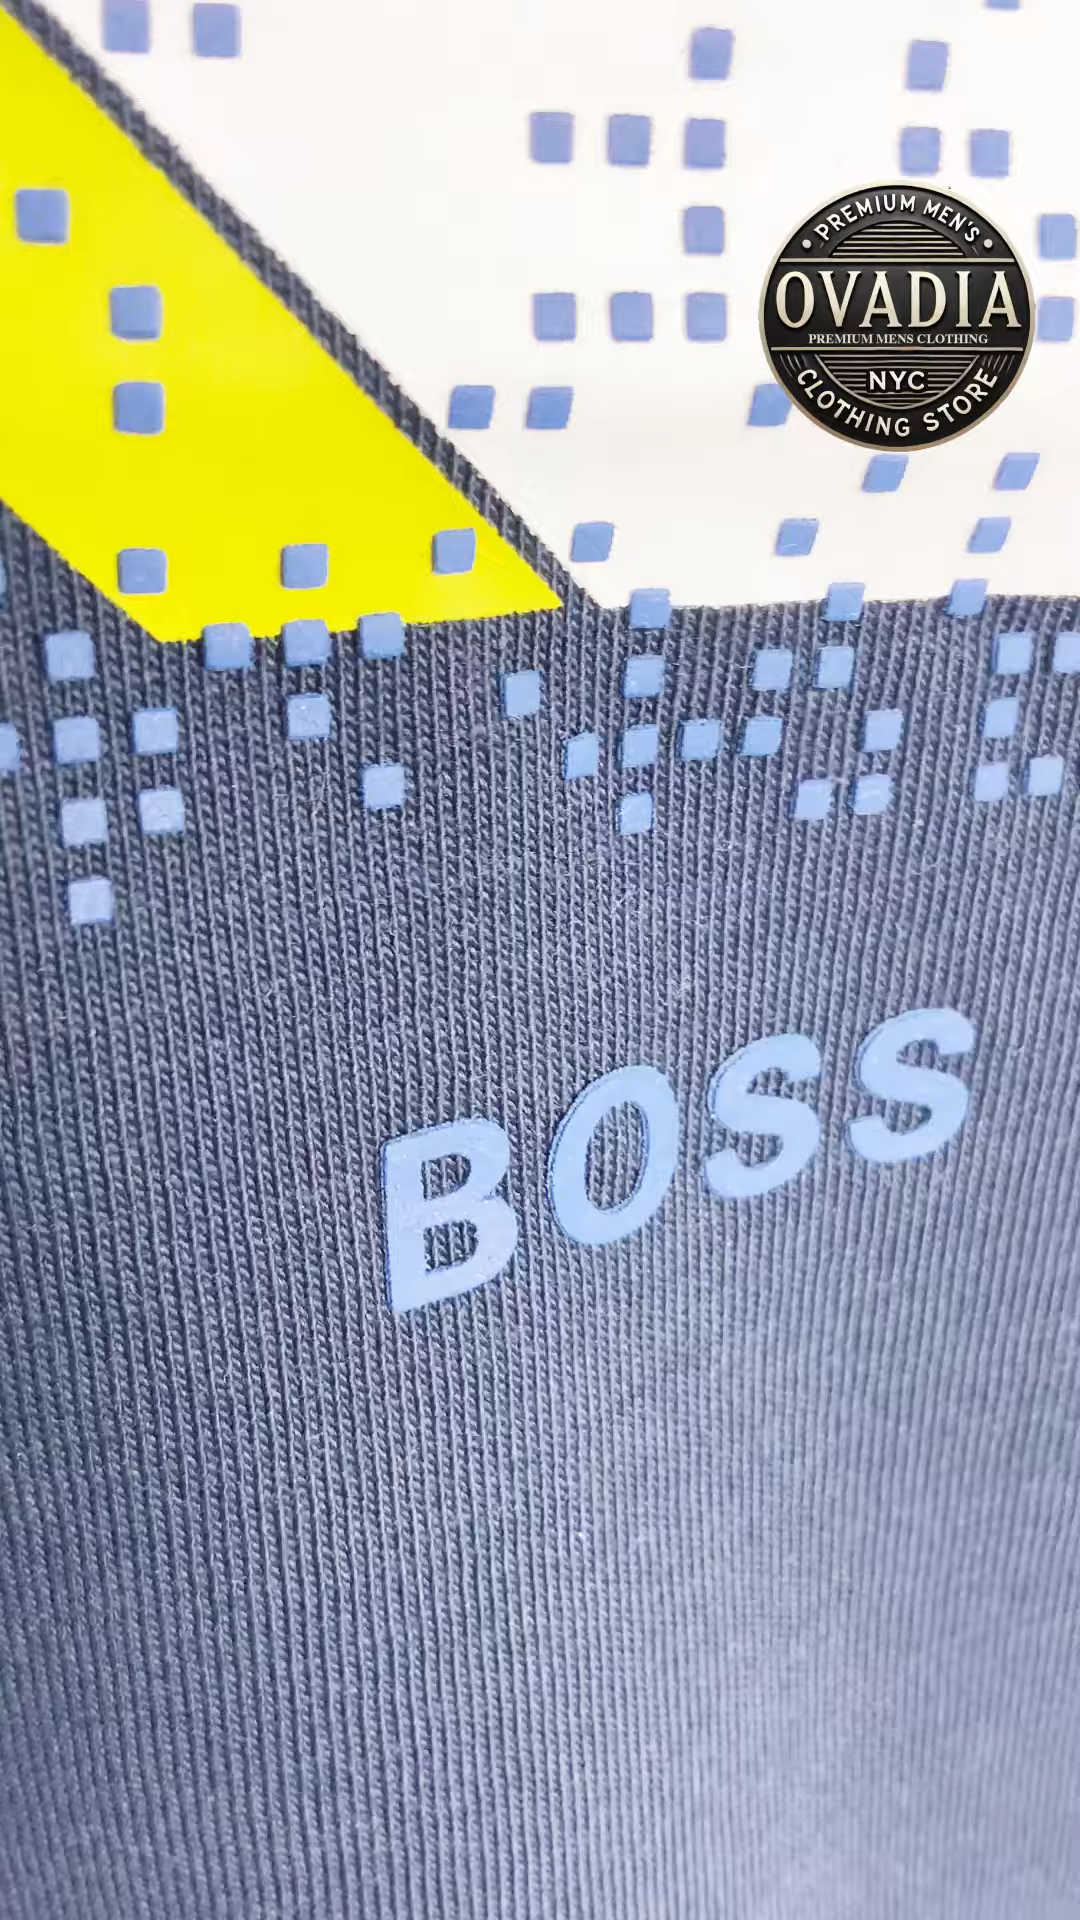 PREMIUM MEN'S
OVADIA
PREMIUM MENS CLOTHING
NYC
CLOTHING STORE
BOSS